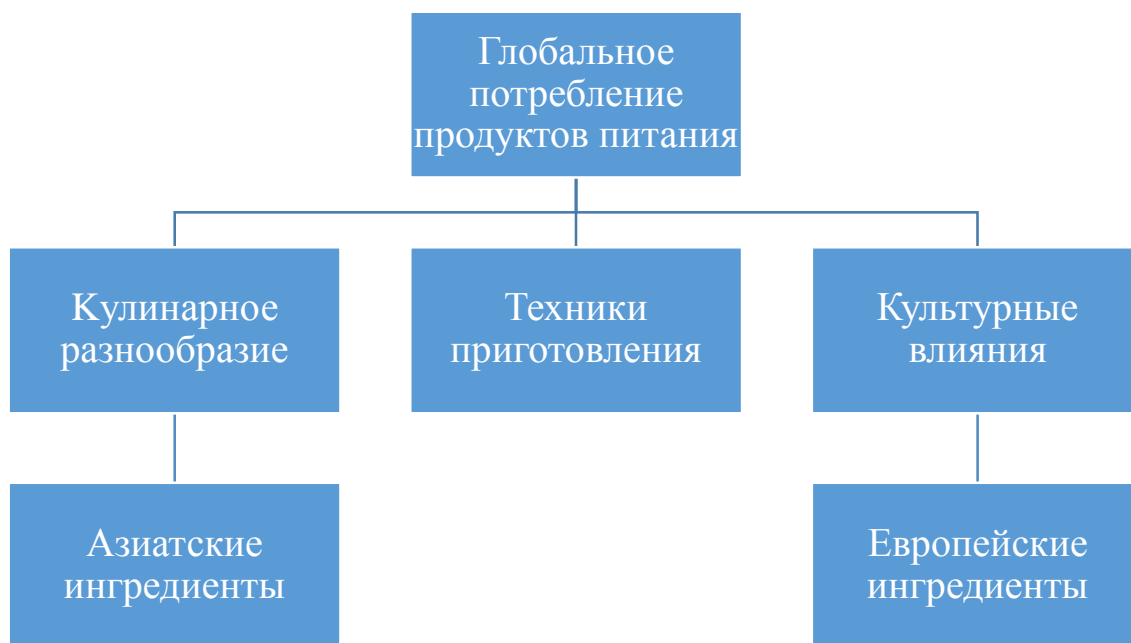 Глобальное
потребление
продуктов питания
Кулинарное
разнообразие
Техники
приготовления
Культурные
влияния
Азиатские
ингредиенты
Европейские
ингредиенты